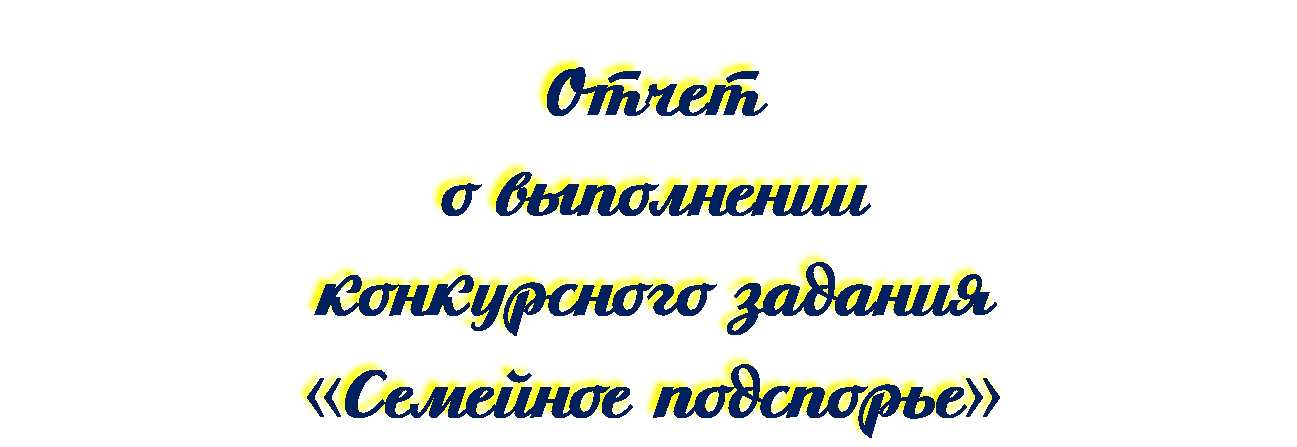 Отчет
о выполнении
конкурсного задания
«Семейное подспорье»